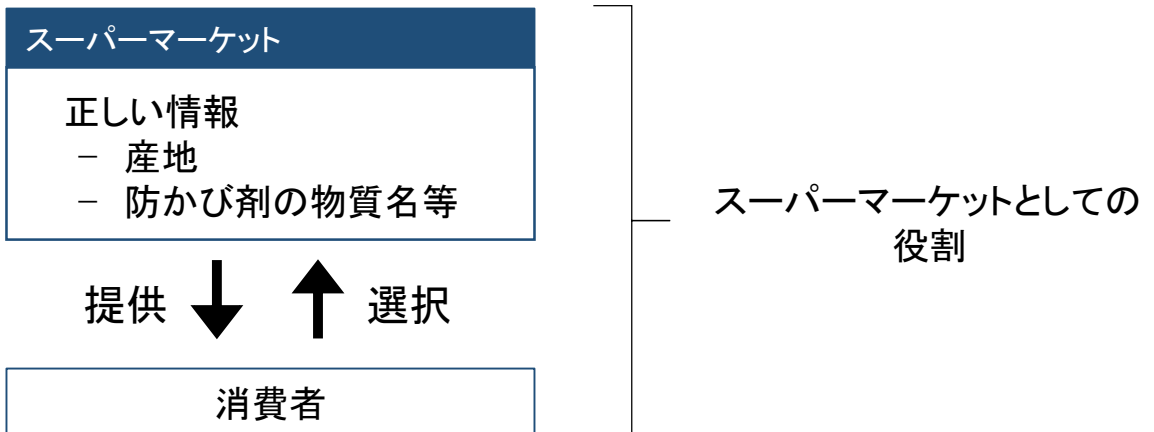 スーパーマーケット
正しい情報
− 産地
− 防かび剤の物質名等
提供
選択
消費者
スーパーマーケットとしての
役割